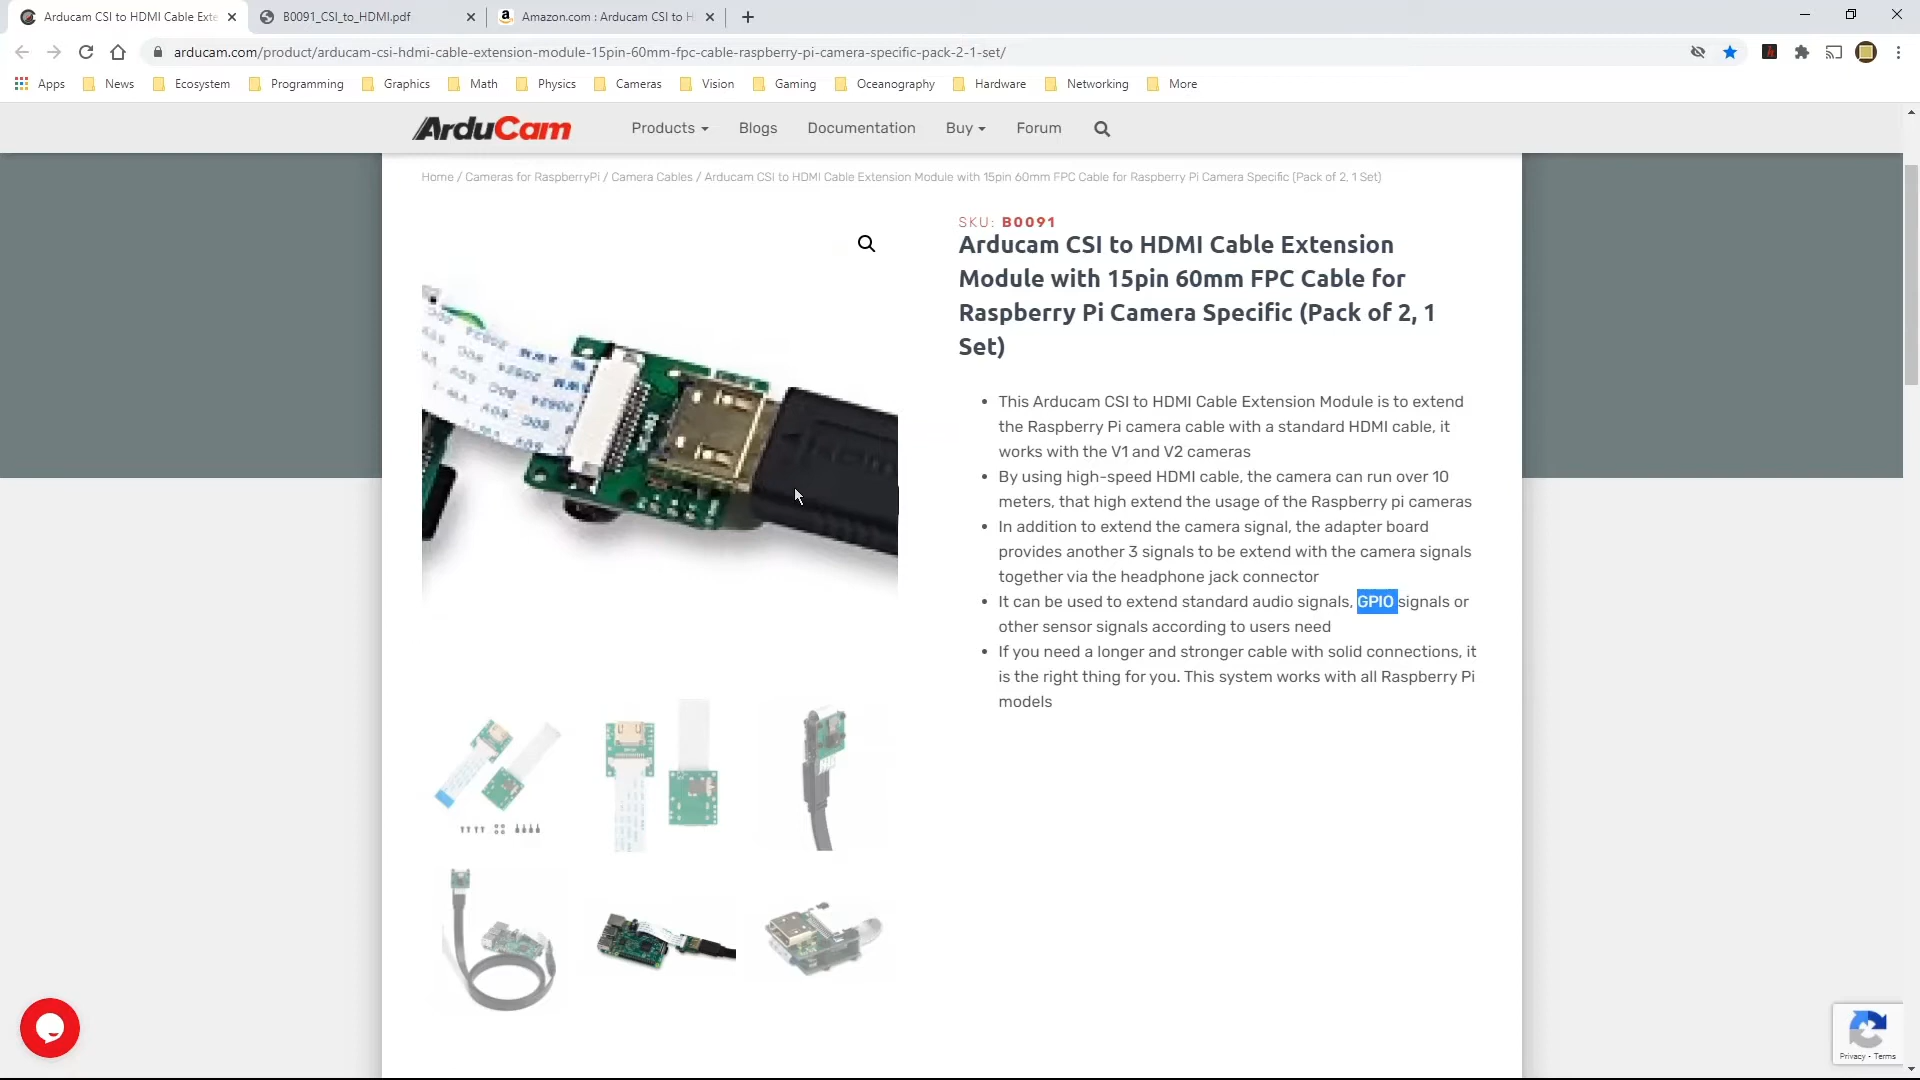 Arducam CSI to HDMI Cable Exte
B0091_CSI_to_HDMI.pdf
Amazon.com : Arducam CSI to H
arducam.com/product/arducam-csi-hdmi-cable-extension-module-15pin-60mm-fpc-cable-raspberry-pi-camera-specific-pack-2-1-set/
Apps News Ecosystem Programming Graphics Math Physics Cameras Vision Gaming Oceanography Hardware Networking More
ArduCam Products Blogs Documentation Buy Forum
Home / Cameras for RaspberryPi / Camera Cables / Arducam CSI to HDMI Cable Extension Module with 15pin 60mm FPC Cable for Raspberry Pi Camera Specific (Pack of 2, 1 Set)
SKU: B0091
Arducam CSI to HDMI Cable Extension
Module with 15pin 60mm FPC Cable for
Raspberry Pi Camera Specific (Pack of 2, 1
Set)
• This Arducam CSI to HDMI Cable Extension Module is to extend
the Raspberry Pi camera cable with a standard HDMI cable, it
works with the V1 and V2 cameras
• By using high-speed HDMI cable, the camera can run over 10
meters, that high extend the usage of the Raspberry pi cameras
• In addition to extend the camera signal, the adapter board
provides another 3 signals to be extend with the camera signals
together via the headphone jack connector
• It can be used to extend standard audio signals, GPIO signals or
other sensor signals according to users need
• If you need a longer and stronger cable with solid connections, it
is the right thing for you. This system works with all Raspberry Pi
models
Privacy - Terms